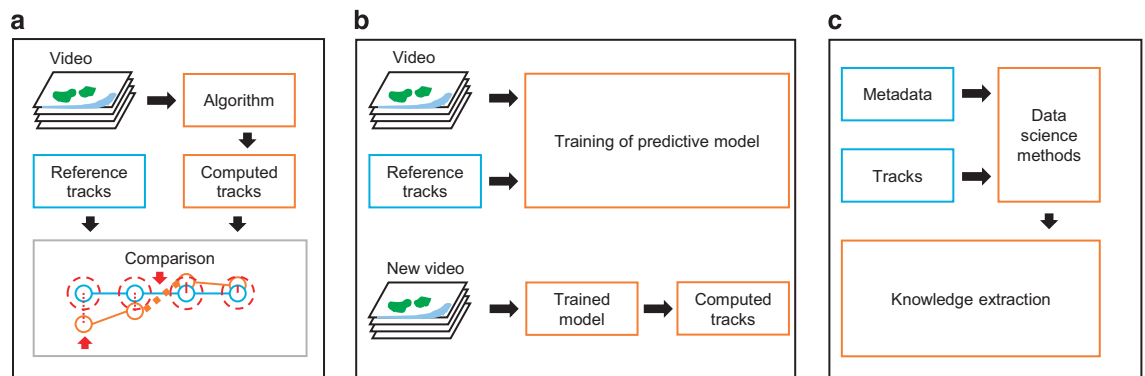 a
Video
Algorithm
Reference
tracks
Computed
tracks
Comparison
b
Video
Training of predictive model
Reference
tracks
New video
Trained
model
Computed
tracks
c
Metadata
Data
science
methods
Tracks
Knowledge extraction